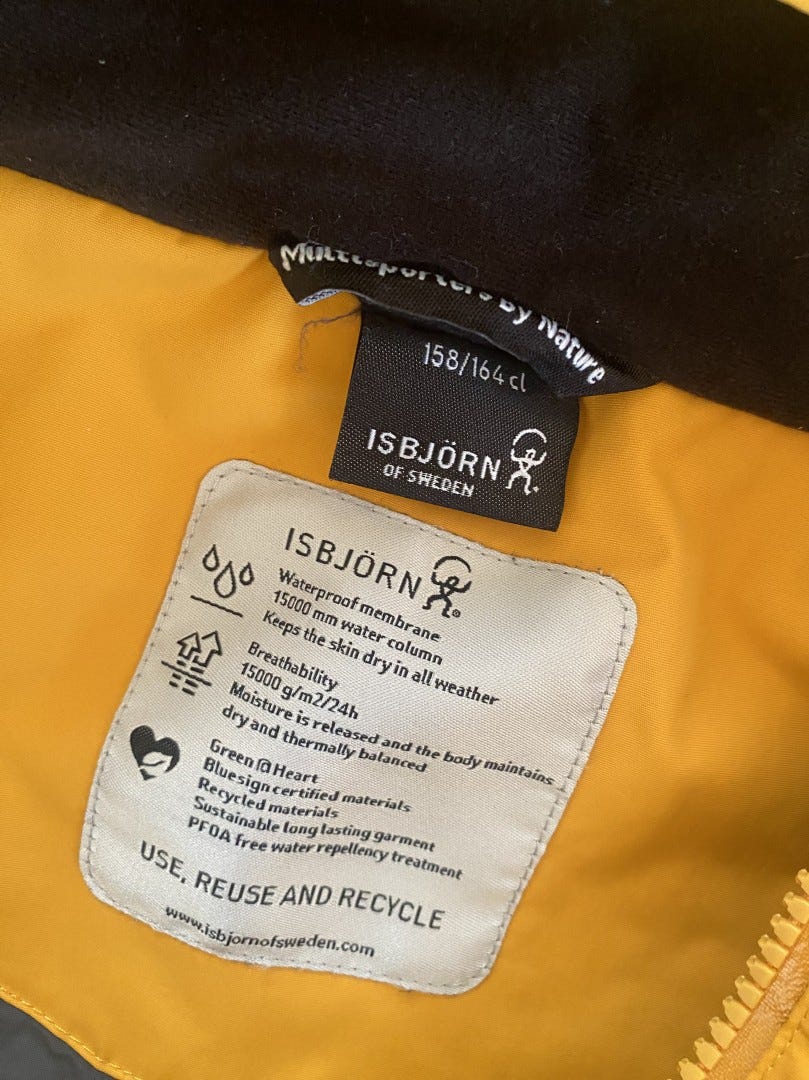 Multisporters by Nature
158/164 cl
ISBJÖRN
OF SWEDEN
ISBJÖRN
Waterproof membrane
15000 mm water column
Keeps the skin dry in all weather
Breathability
15000 g/m2/24h
Moisture is released and the body maintains
dry and thermally balanced
Green @ Heart
Bluesign certified materials
Recycled materials
Sustainable long lasting garment
PFOA free water repellency treatment
USE, REUSE AND RECYCLE
www.isbjornofsweden.com